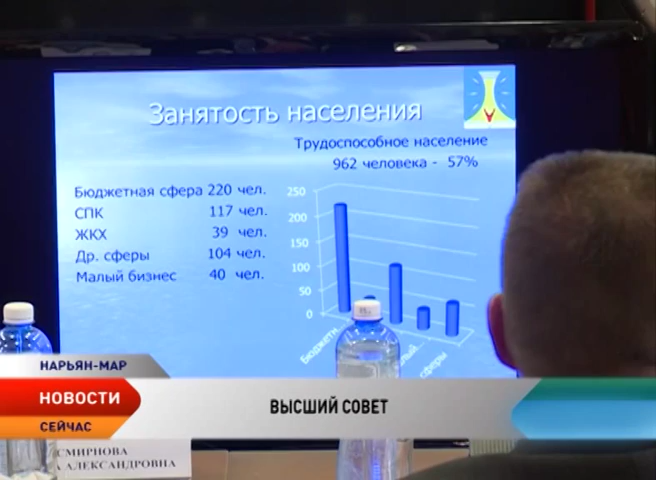 Занятость населения
Трудоспособное население
962 человека - 57%
Бюджетная сфера 220 чел.
СПК 117 чел.
ЖКХ 39 чел.
Др. сферы 104 чел.
Малый бизнес 40 чел.
250
200
150
100
50
0
сферы
НАРЬЯН-МАР
НОВОСТИ
СЕЙЧАС
ВЫСШИЙ СОВЕТ
СМИРНОВА
АЛЕКСАНДРОВНА